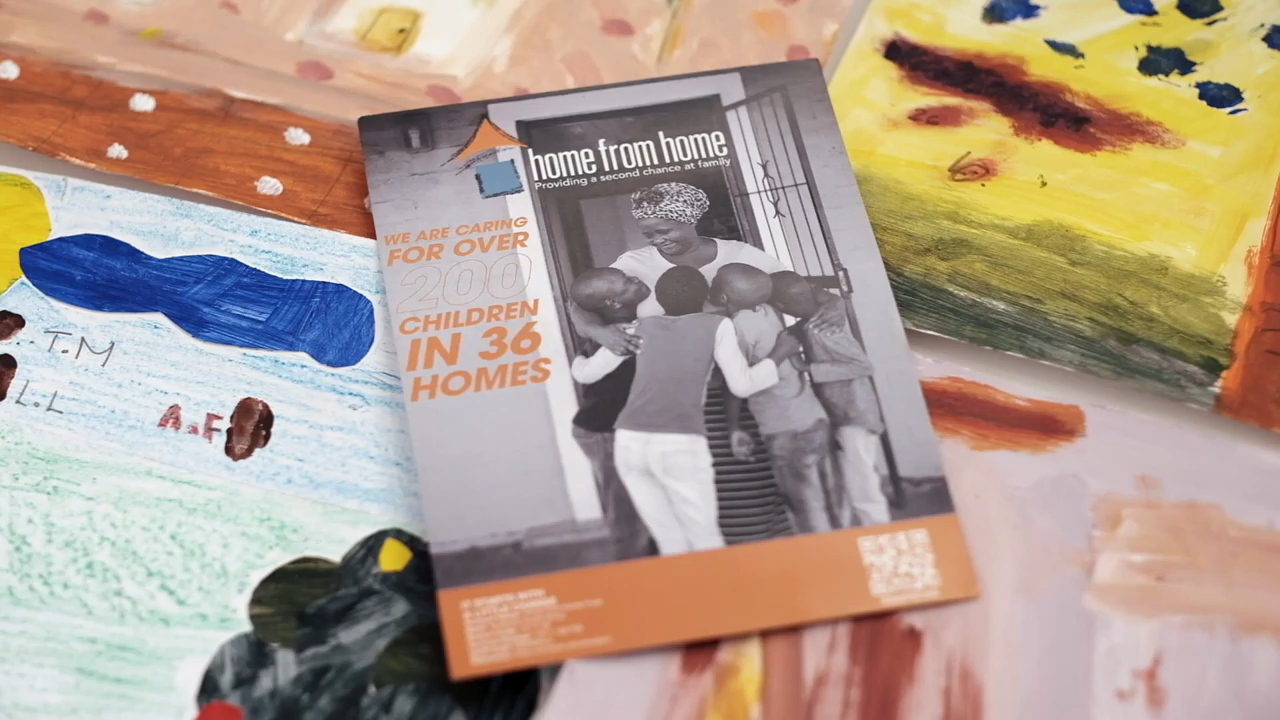 home from home
Providing a second chance at family
WE ARE CARING
FOR OVER
200
CHILDREN
IN 36
HOMES
T.M
L.L
A.F